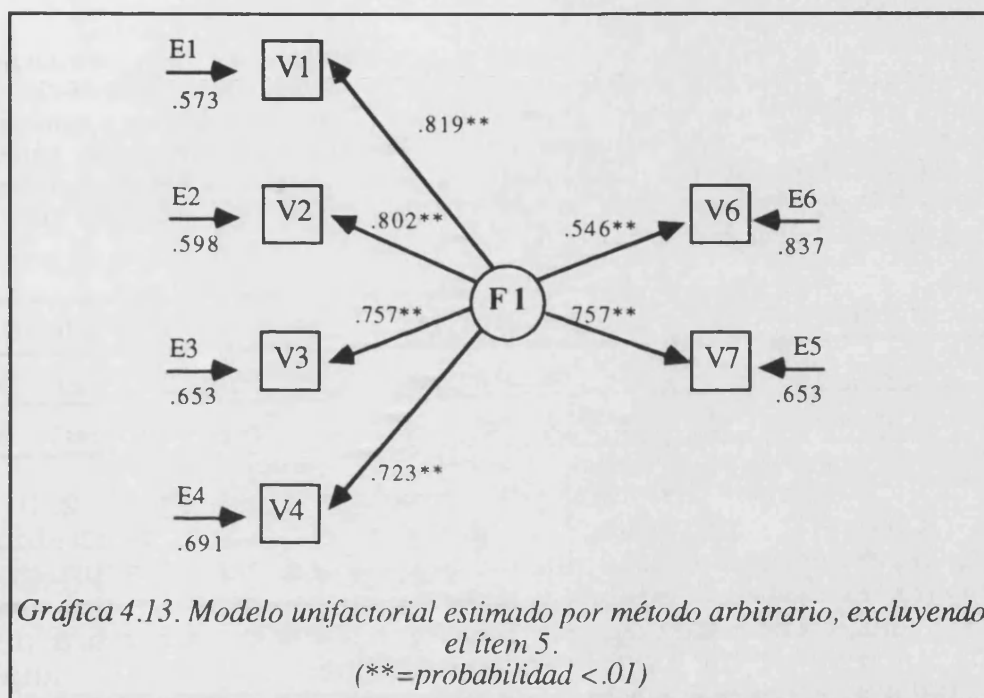 E1
V1
.573
.819**
E2
V2
.598
.802**
.546**
V6
E6
.837
F1
E3
V3
.653
.757**
757**
V7
E5
.653
.723**
E4
V4
.691
Gráfica 4.13. Modelo unifactorial estimado por método arbitrario, excluyendo
el ítem 5.
(**=probabilidad <.01)